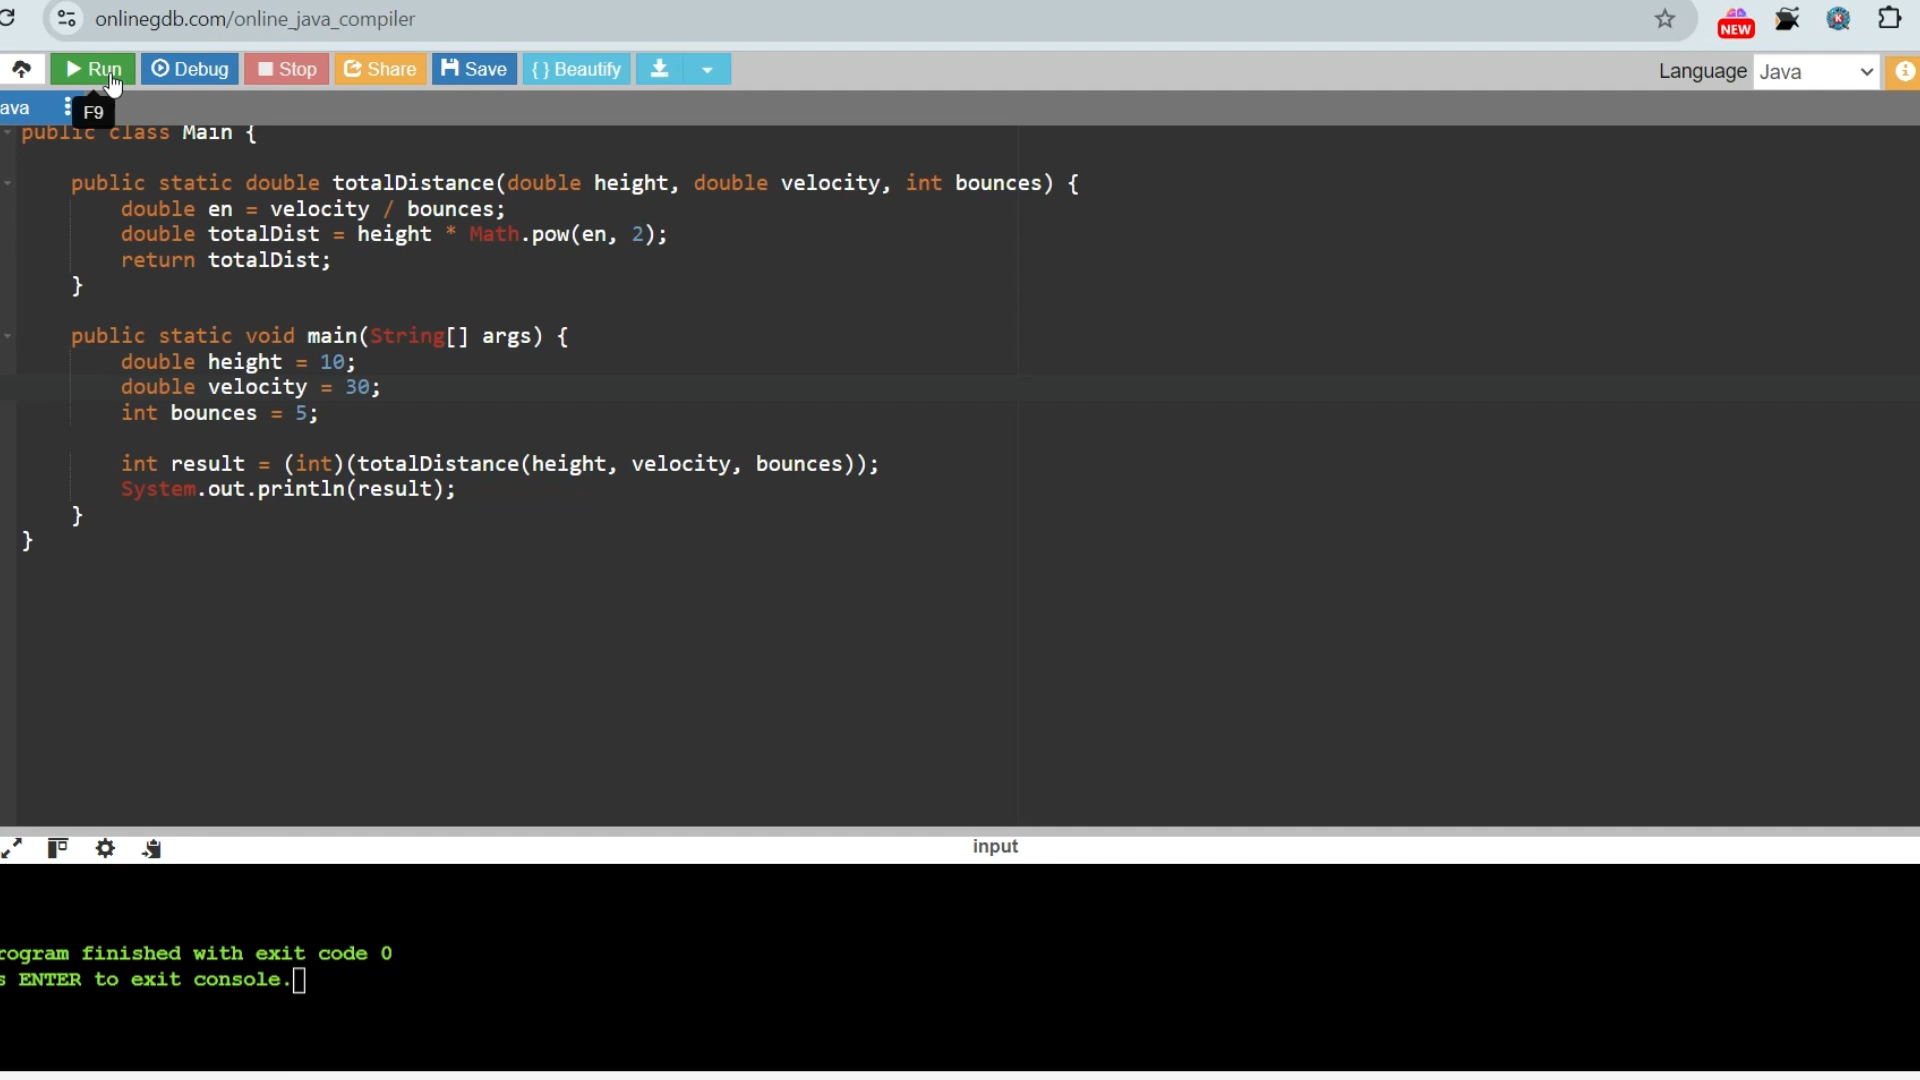 onlinegdb.com/online_java_compiler
NEW
K
Run Debug Stop Share Save { } Beautify Language Java
ava
F9
public class Main {
public static double totalDistance(double height, double velocity, int bounces) {
double en = velocity / bounces;
double totalDist = height * Math.pow(en, 2);
return totalDist;
}
public static void main(String[] args) {
double height = 10;
double velocity = 30;
int bounces = 5;
int result = (int)(totalDistance(height, velocity, bounces));
System.out.println(result);
}
}
input
rogram finished with exit code 0
s ENTER to exit console.